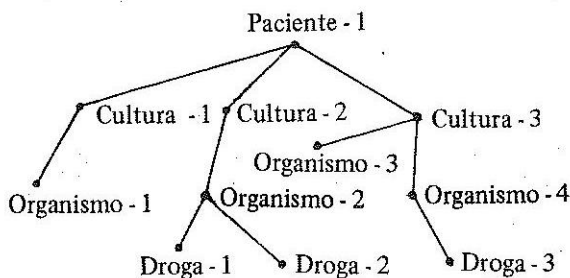 Paciente - 1
Cultura - 1 Cultura - 2 Cultura - 3
Organismo - 3
Organismo - 1 Organismo - 2 Organismo - 4
Droga - 1 Droga - 2 Droga - 3